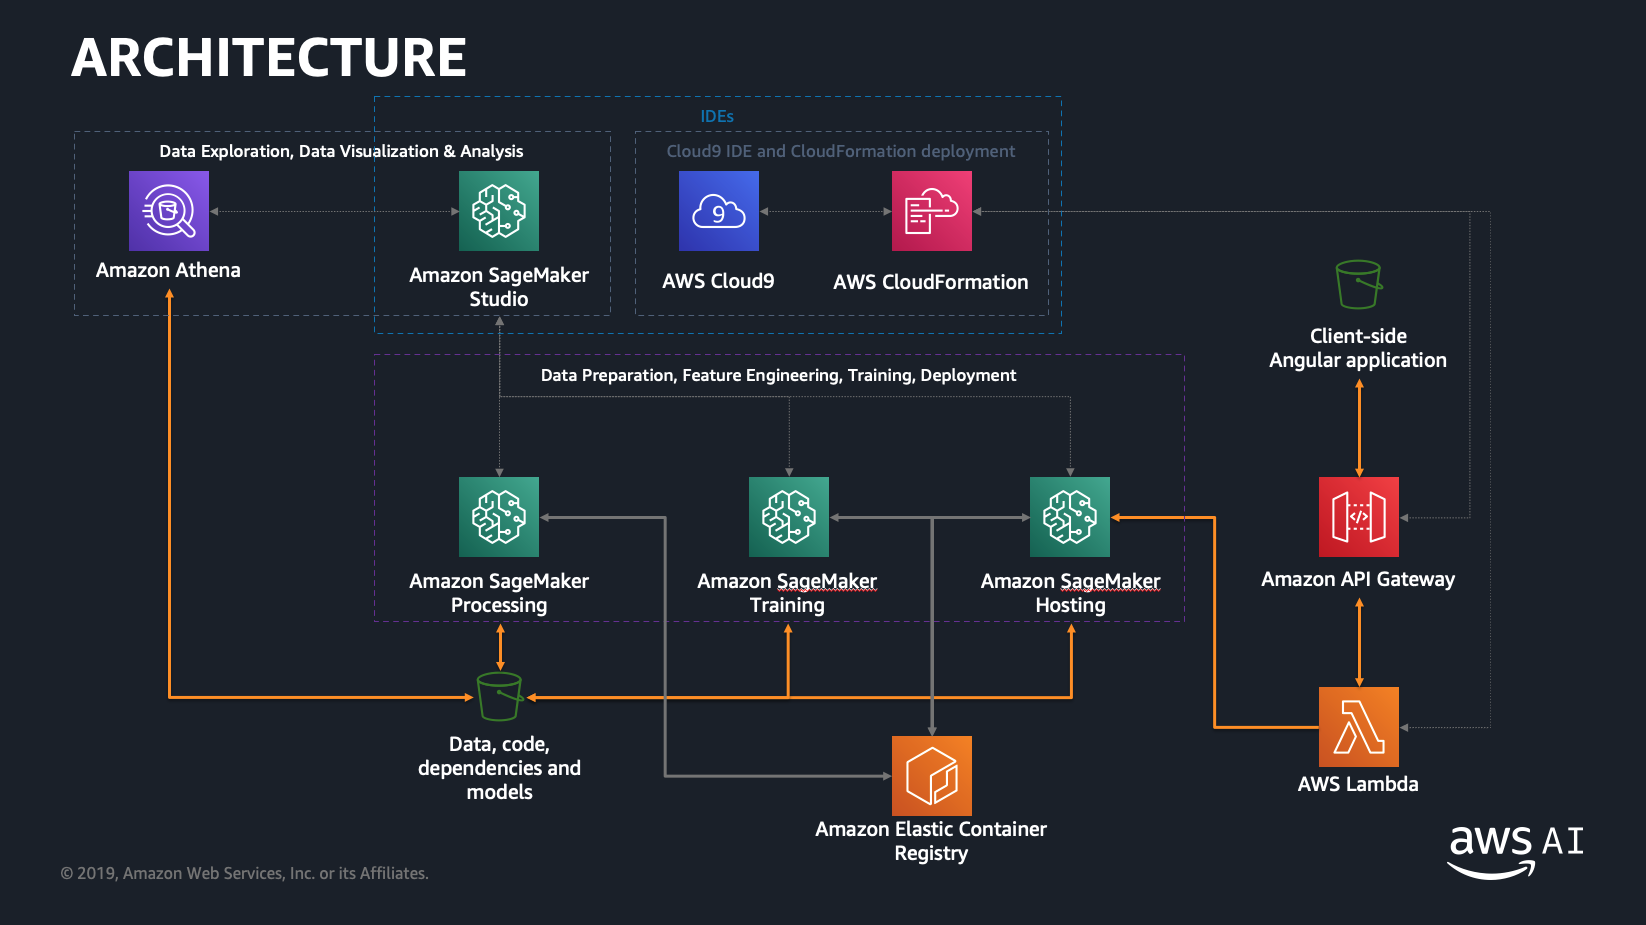 ARCHITECTURE
IDEs
Data Exploration, Data Visualization & Analysis
Cloud9 IDE and CloudFormation deployment
9
Amazon Athena
Amazon SageMaker
Studio
AWS Cloud9
AWS CloudFormation
Client-side
Angular application
Data Preparation, Feature Engineering, Training, Deployment
</>
Amazon SageMaker
Processing
Amazon SageMaker
Training
Amazon SageMaker
Hosting
Amazon API Gateway
Data, code,
dependencies and
models
AWS Lambda
Amazon Elastic Container
Registry
aws AI
© 2019, Amazon Web Services, Inc. or its Affiliates.